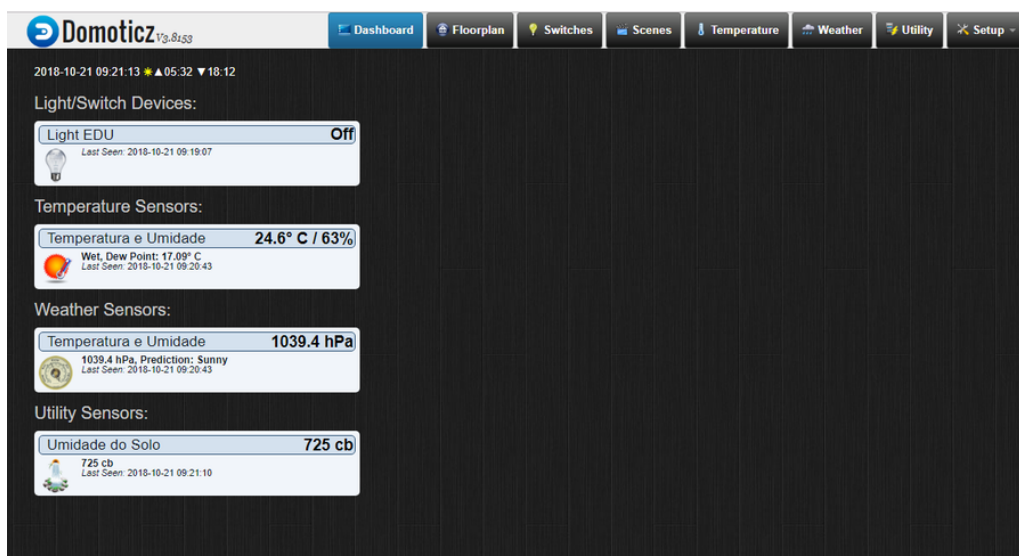 Domoticz V3.8153
Dashboard Floorplan Switches Scenes Temperature Weather Utility Setup
2018-10-21 09:21:13 ☀▲05:32 ▼18:12
Light/Switch Devices:
Light EDU Off
Last Seen: 2018-10-21 09:19:07
Temperature Sensors:
Temperatura e Umidade 24.6° C / 63%
Wet, Dew Point: 17.09° C
Last Seen: 2018-10-21 09:20:43
Weather Sensors:
Temperatura e Umidade 1039.4 hPa
1039.4 hPa, Prediction: Sunny
Last Seen: 2018-10-21 09:20:43
Utility Sensors:
Umidade do Solo 725 cb
725 cb
Last Seen: 2018-10-21 09:21:10